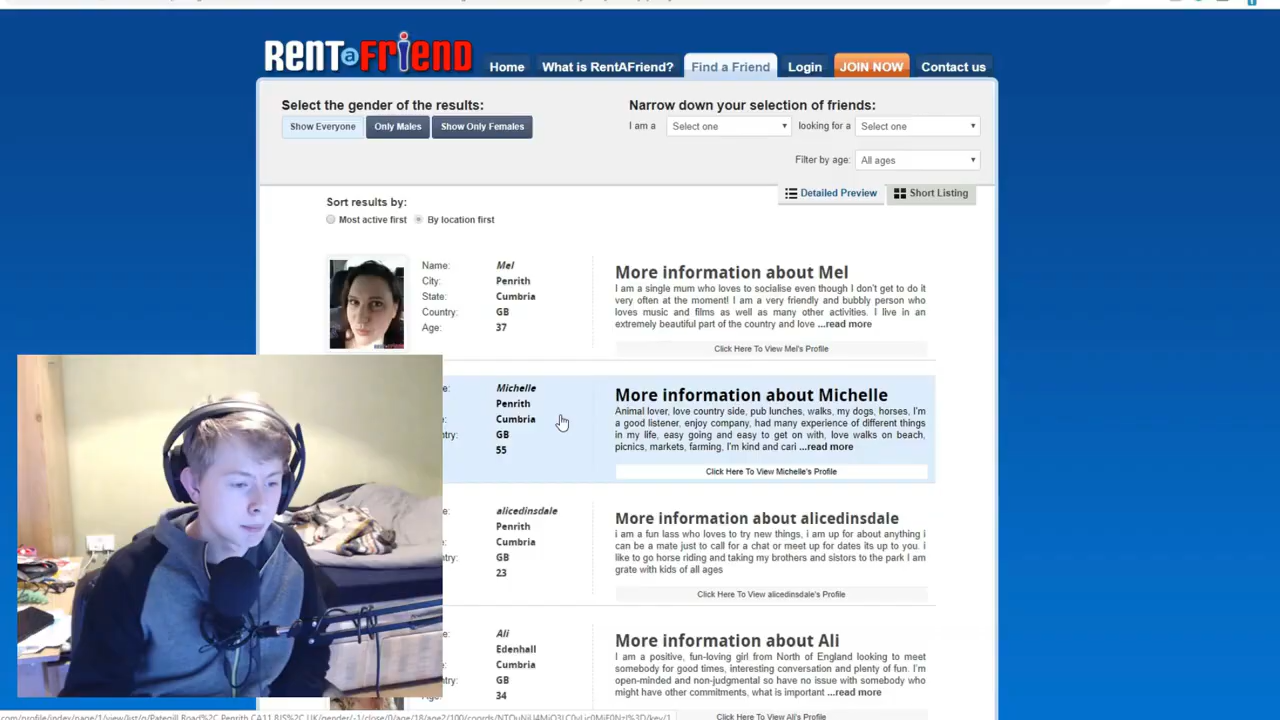 RENT a FRIEND
Home What is RentAFriend? Find a Friend Login JOIN NOW Contact us
Select the gender of the results:
Show Everyone Only Males Show Only Females
Narrow down your selection of friends:
I am a Select one looking for a Select one
Filter by age: All ages
Detailed Preview Short Listing
Sort results by:
Most active first By location first
Name: Mel
City: Penrith
State: Cumbria
Country: GB
Age: 37
More information about Mel
I am a single mum who loves to socialise even though I don't get to do it
very often at the moment! I am a very friendly and bubbly person who
loves music and films as well as many other activities. I live in an
extremely beautiful part of the country and love ...read more
Click Here To View Mel's Profile
Michelle
Penrith
Cumbria
GB
55
More information about Michelle
Animal lover, love country side, pub lunches, walks, my dogs, horses, I'm
a good listener, enjoy company, had many experience of different things
in my life, easy going and easy to get on with, love walks on beach,
picnics, markets, farming, I'm kind and cari ...read more
Click Here To View Michelle's Profile
alicedinsdale
Penrith
Cumbria
GB
23
More information about alicedinsdale
i am a fun lass who loves to try new things, i am up for about anything i
can be a mate just to call for a chat or meet up for dates its up to you. i
like to go horse riding and taking my brothers and sistors to the park I am
grate with kids of all ages
Click Here To View alicedinsdale's Profile
Ali
Edenhall
Cumbria
GB
34
More information about Ali
I am a positive, fun-loving girl from North of England looking to meet
somebody for good times, interesting conversation and plenty of fun. I'm
open-minded and non-judgmental so have no issue with somebody who
might have other commitments, what is important ...read more
Click Here To View Ali's Profile